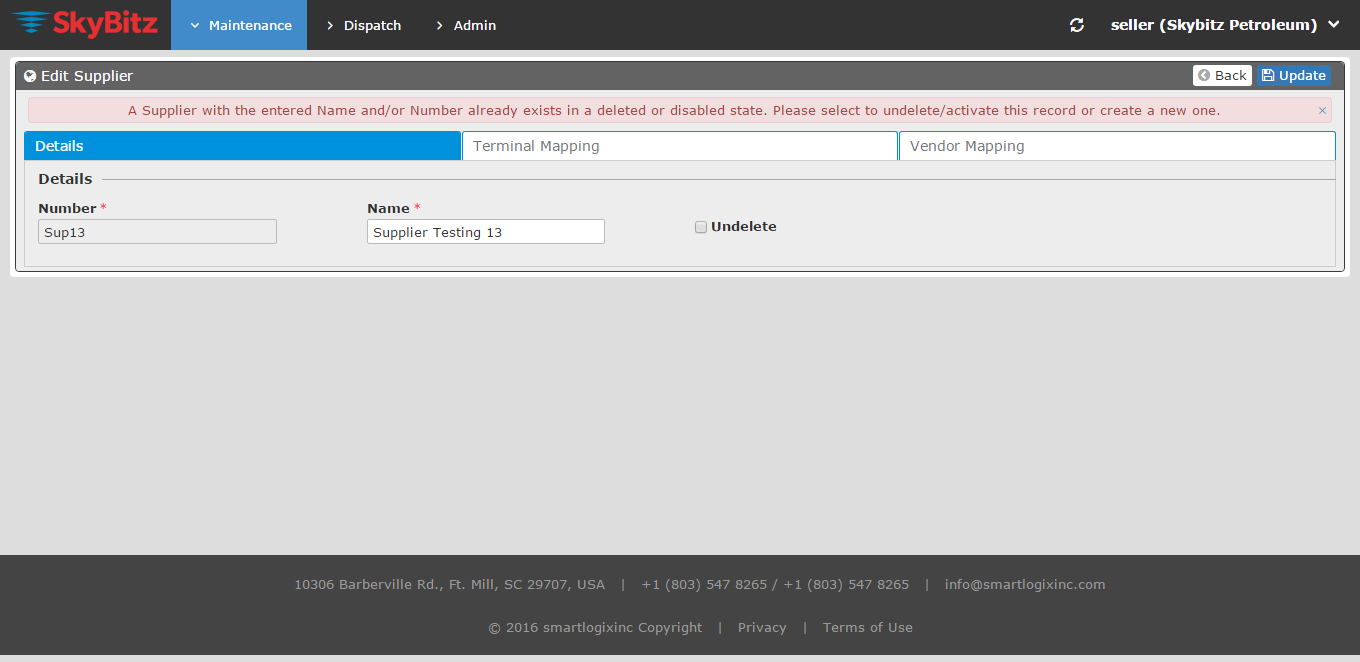 SkyBitz Maintenance Dispatch Admin seller (Skybitz Petroleum)
Edit Supplier Back Update
A Supplier with the entered Name and/or Number already exists in a deleted or disabled state. Please select to undelete/activate this record or create a new one. ×
Details Terminal Mapping Vendor Mapping
Details
Number * Name *
Sup13 Supplier Testing 13 Undelete
10306 Barberville Rd., Ft. Mill, SC 29707, USA | +1 (803) 547 8265 / +1 (803) 547 8265 | info@smartlogixinc.com
© 2016 smartlogixinc Copyright | Privacy | Terms of Use